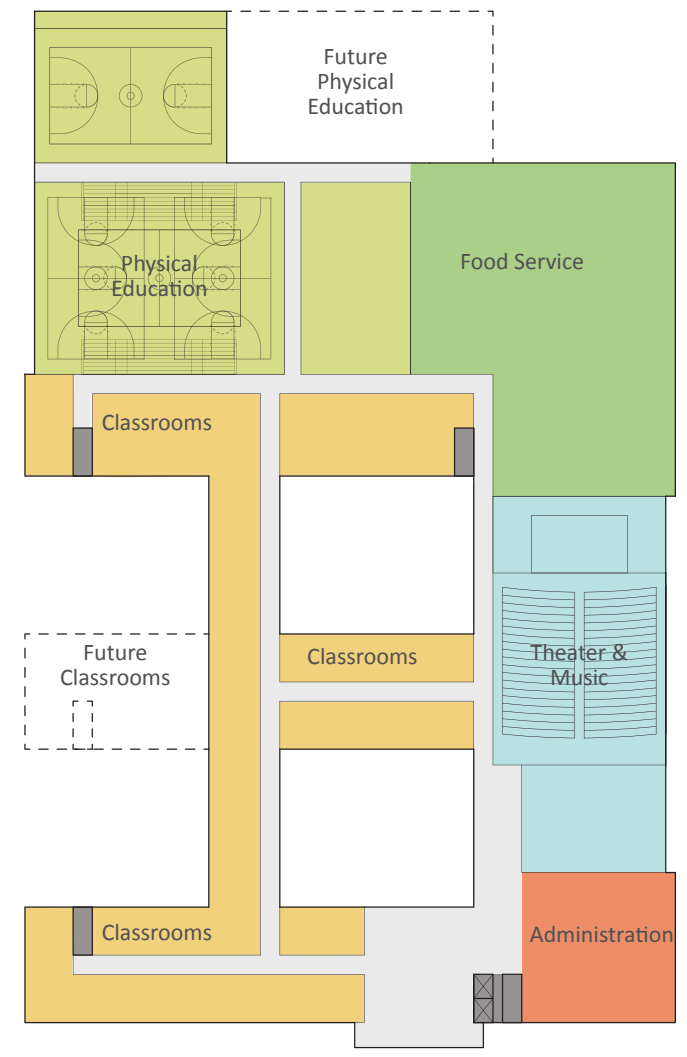 Future
Physical
Education
Physical
Education
Food Service
Classrooms
Future
Classrooms
Classrooms
Theater &
Music
Classrooms
Administration